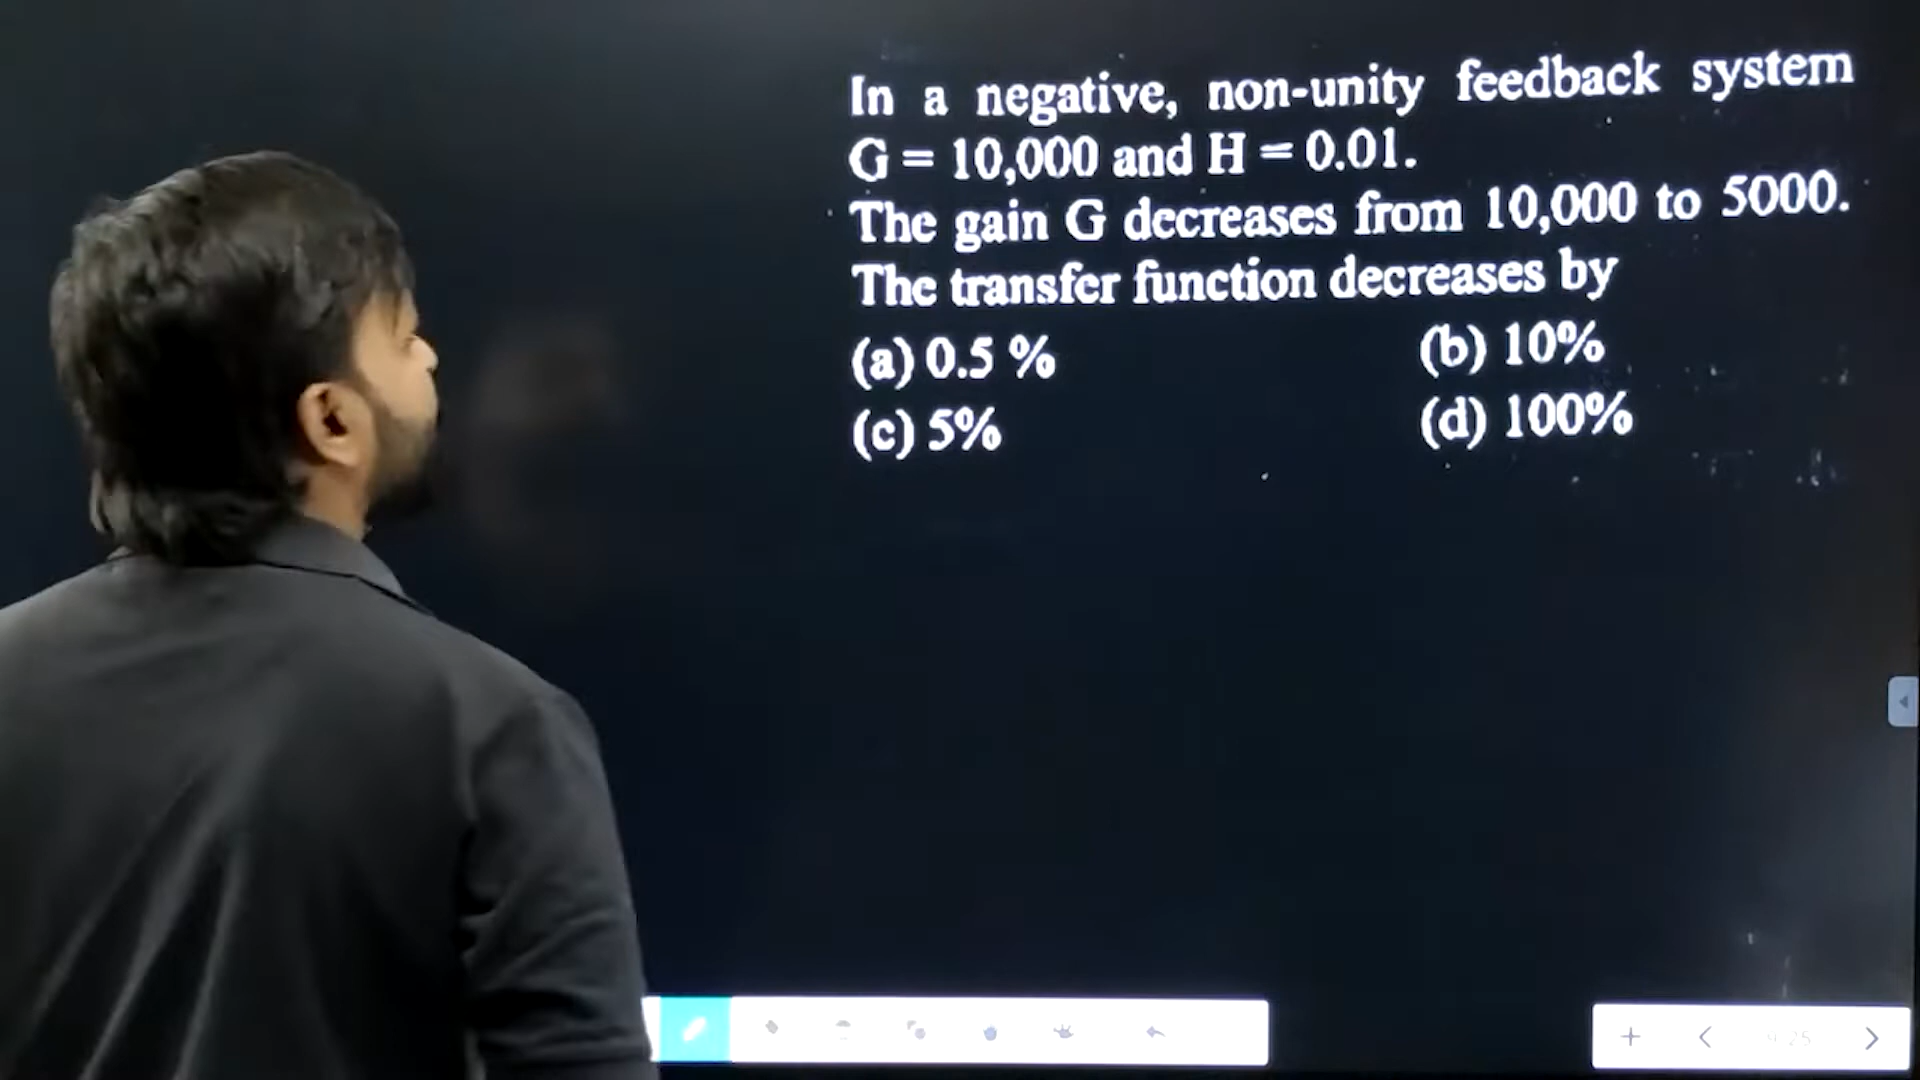 In a negative, non-unity feedback system
G = 10,000 and H = 0.01.
The gain G decreases from 10,000 to 5000.
The transfer function decreases by
(a) 0.5 % (b) 10%
(c) 5% (d) 100%